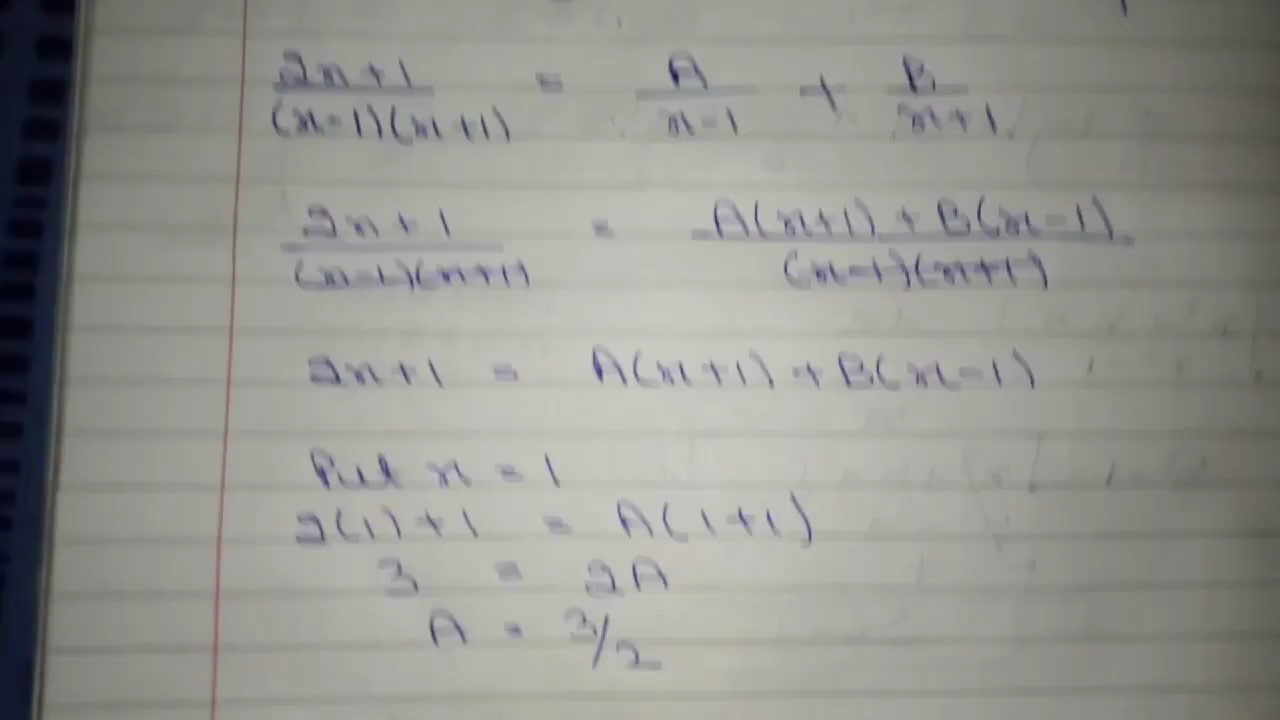 2x+1 / (x-1)(x+1) = A / x-1 + B / x+1
2x+1 / (x-1)(x+1) = A(x+1) + B(x-1) / (x-1)(x+1)
2x+1 = A(x+1) + B(x-1)
Put x = 1
2(1)+1 = A(1+1)
3 = 2A
A = 3/2